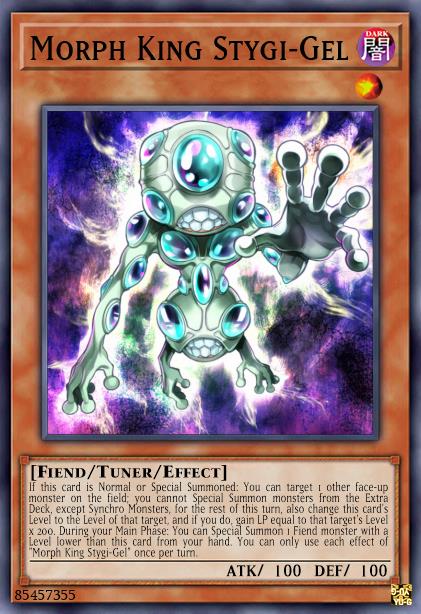 Morph King Stygi-Gel
DARK
闇
[Fiend/Tuner/Effect]
If this card is Normal or Special Summoned: You can target 1 other face-up
monster on the field; you cannot Special Summon monsters from the Extra
Deck, except Synchro Monsters, for the rest of this turn, also change this card's
Level to the Level of that target, and if you do, gain LP equal to that target's Level
x 200. During your Main Phase: You can Special Summon 1 Fiend monster with a
Level lower than this card from your hand. You can only use each effect of
"Morph King Stygi-Gel" once per turn.
ATK/ 100 DEF/ 100
85457355